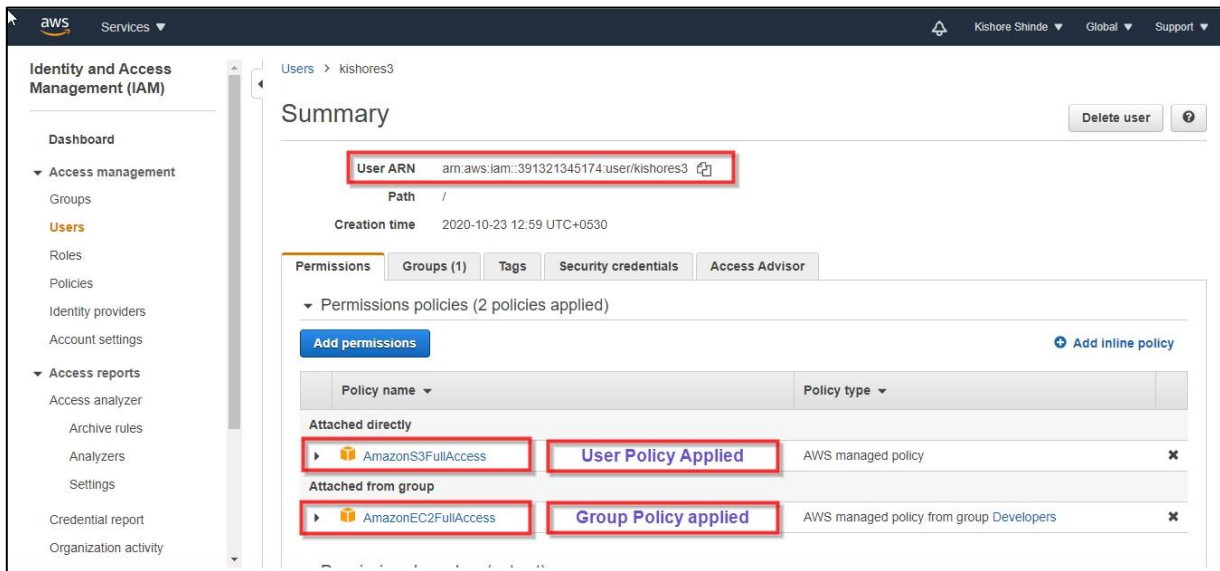 aws Services Kishore Shinde Global Support
Identity and Access
Management (IAM)
Dashboard
Access management
Groups
Users
Roles
Policies
Identity providers
Account settings
Access reports
Access analyzer
Archive rules
Analyzers
Settings
Credential report
Organization activity
Users > kishores3
Summary
Delete user
User ARN arn:aws:iam::391321345174:user/kishores3
Path /
Creation time 2020-10-23 12:59 UTC+0530
Permissions Groups (1) Tags Security credentials Access Advisor
Permissions policies (2 policies applied)
Add permissions Add inline policy
Policy name Policy type
Attached directly
AmazonS3FullAccess User Policy Applied AWS managed policy
Attached from group
AmazonEC2FullAccess Group Policy applied AWS managed policy from group Developers